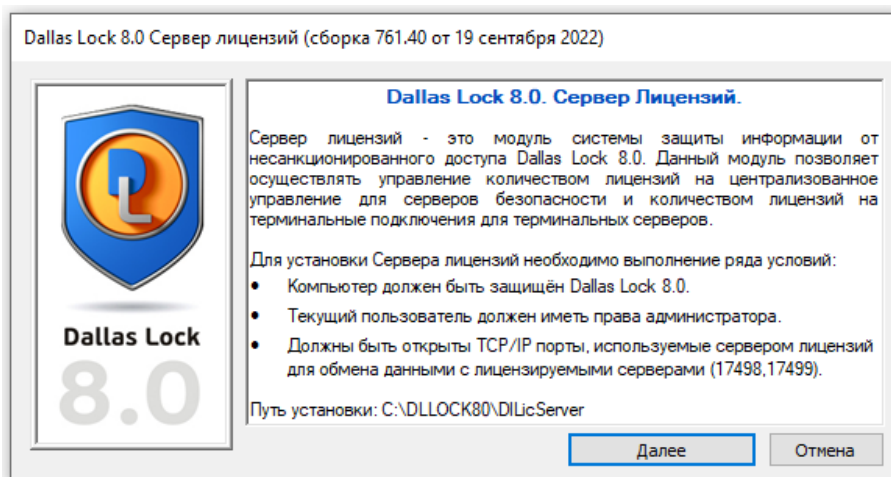 Dallas Lock 8.0 Сервер лицензий (сборка 761.40 от 19 сентября 2022)
DL
Dallas Lock
8.0
Dallas Lock 8.0. Сервер Лицензий.
Сервер лицензий - это модуль системы защиты информации от
несанкционированного доступа Dallas Lock 8.0. Данный модуль позволяет
осуществлять управление количеством лицензий на централизованное
управление для серверов безопасности и количеством лицензий на
терминальные подключения для терминальных серверов.
Для установки Сервера лицензий необходимо выполнение ряда условий:
• Компьютер должен быть защищён Dallas Lock 8.0.
• Текущий пользователь должен иметь права администратора.
• Должны быть открыты TCP/IP порты, используемые сервером лицензий
для обмена данными с лицензируемыми серверами (17498,17499).
Путь установки: C:\DLLOCK80\DlLicServer
Далее
Отмена